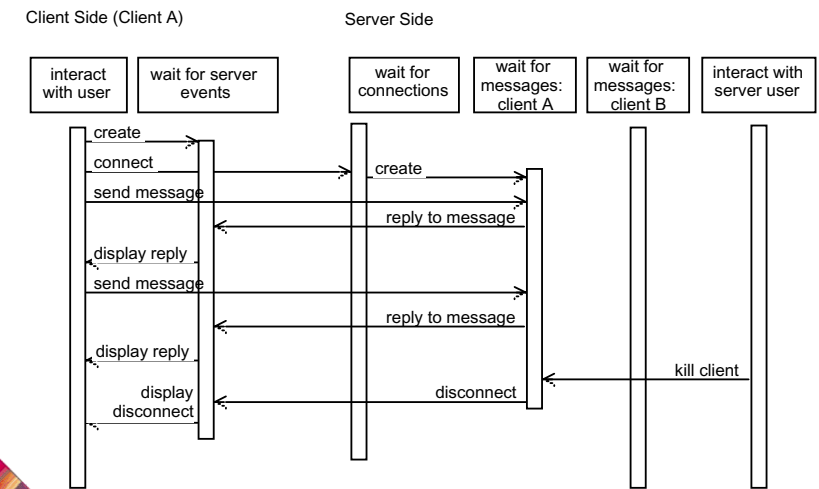 Client Side (Client A)
Server Side
interact
with user
wait for server
events
wait for
connections
wait for
messages:
client A
wait for
messages:
client B
interact with
server user
create
connect
create
send message
reply to message
display reply
send message
reply to message
display reply
kill client
display
disconnect
disconnect